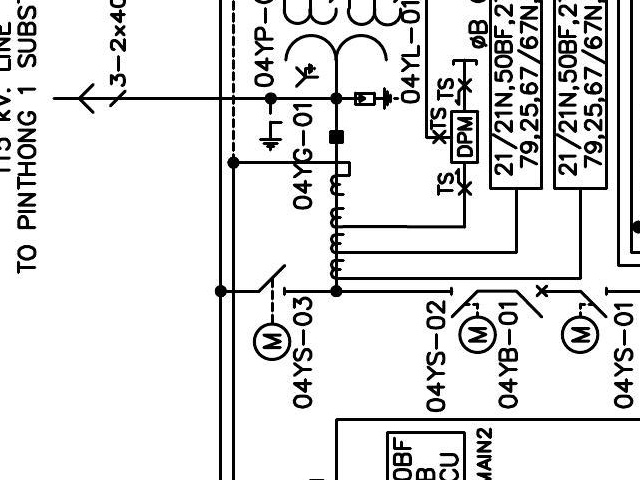 115 KV. LINE
TO PINTHONG 1 SUBST
3-2x40
04YP-
04YG-01
04YL-01
øB
TS
TS
TS
DPM
21/21N,50BF,2
79,25,67/67N,
21/21N,50BF,2
79,25,67/67N,
M
04YS-03
04YS-02
M
04YB-01
M
04YS-01
0BF
B
CU
MAIN2